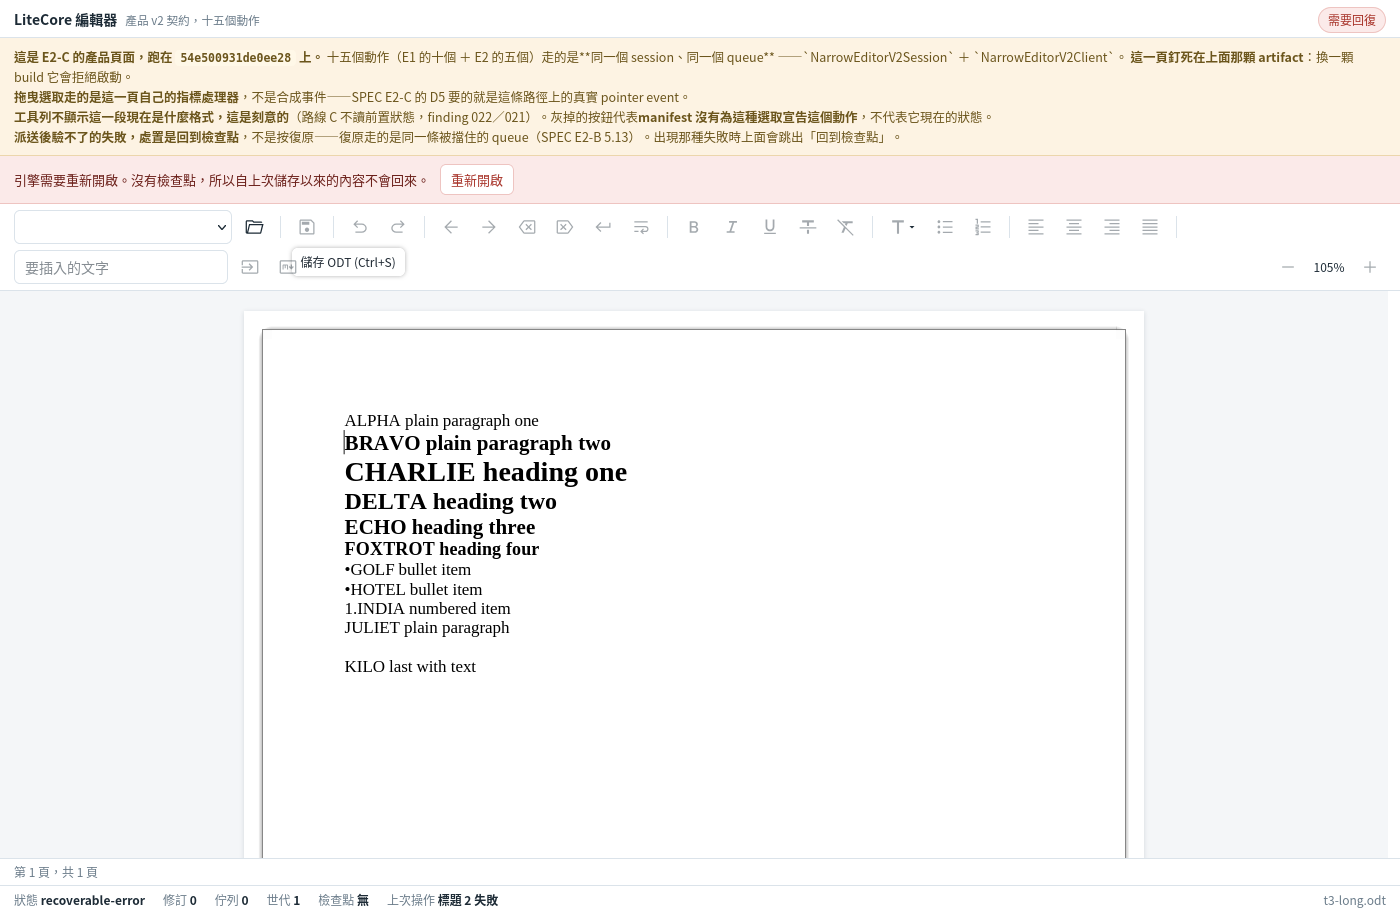 LiteCore 編輯器 產品 v2 契約，十五個動作 需要回復
這是 E2-C 的產品頁面，跑在 54e500931de0ee28 上。 十五個動作（E1 的十個 ＋ E2 的五個）走的是**同一個 session、同一個 queue** ——`NarrowEditorV2Session` ＋ `NarrowEditorV2Client`。 這一頁釘死在上面那顆 artifact：換一顆
build 它會拒絕啟動。
拖曳選取走的是這一頁自己的指標處理器，不是合成事件——SPEC E2-C 的 D5 要的就是這條路徑上的真實 pointer event。
工具列不顯示這一段現在是什麼格式，這是刻意的（路線 C 不讀前置狀態，finding 022／021）。灰掉的按鈕代表manifest 沒有為這種選取宣告這個動作，不代表它現在的狀態。
派送後驗不了的失敗，處置是回到檢查點，不是按復原——復原走的是同一條被擋住的 queue（SPEC E2-B 5.13）。出現那種失敗時上面會跳出「回到檢查點」。
引擎需要重新開啟。沒有檢查點，所以自上次儲存以來的內容不會回來。 重新開啟
要插入的文字 儲存 ODT (Ctrl+S) 105%
ALPHA plain paragraph one
BRAVO plain paragraph two
CHARLIE heading one
DELTA heading two
ECHO heading three
FOXTROT heading four
•GOLF bullet item
•HOTEL bullet item
1.INDIA numbered item
JULIET plain paragraph
KILO last with text
第 1 頁，共 1 頁
狀態 recoverable-error 修訂 0 佇列 0 世代 1 檢查點 無 上次操作 標題 2 失敗 t3-long.odt